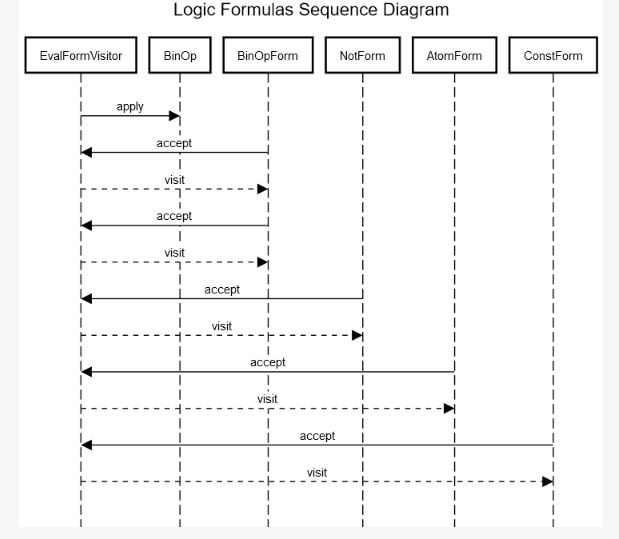 Logic Formulas Sequence Diagram
EvalFormVisitor BinOp BinOpForm NotForm AtomForm ConstForm
apply
accept
visit
accept
visit
accept
visit
accept
visit
accept
visit